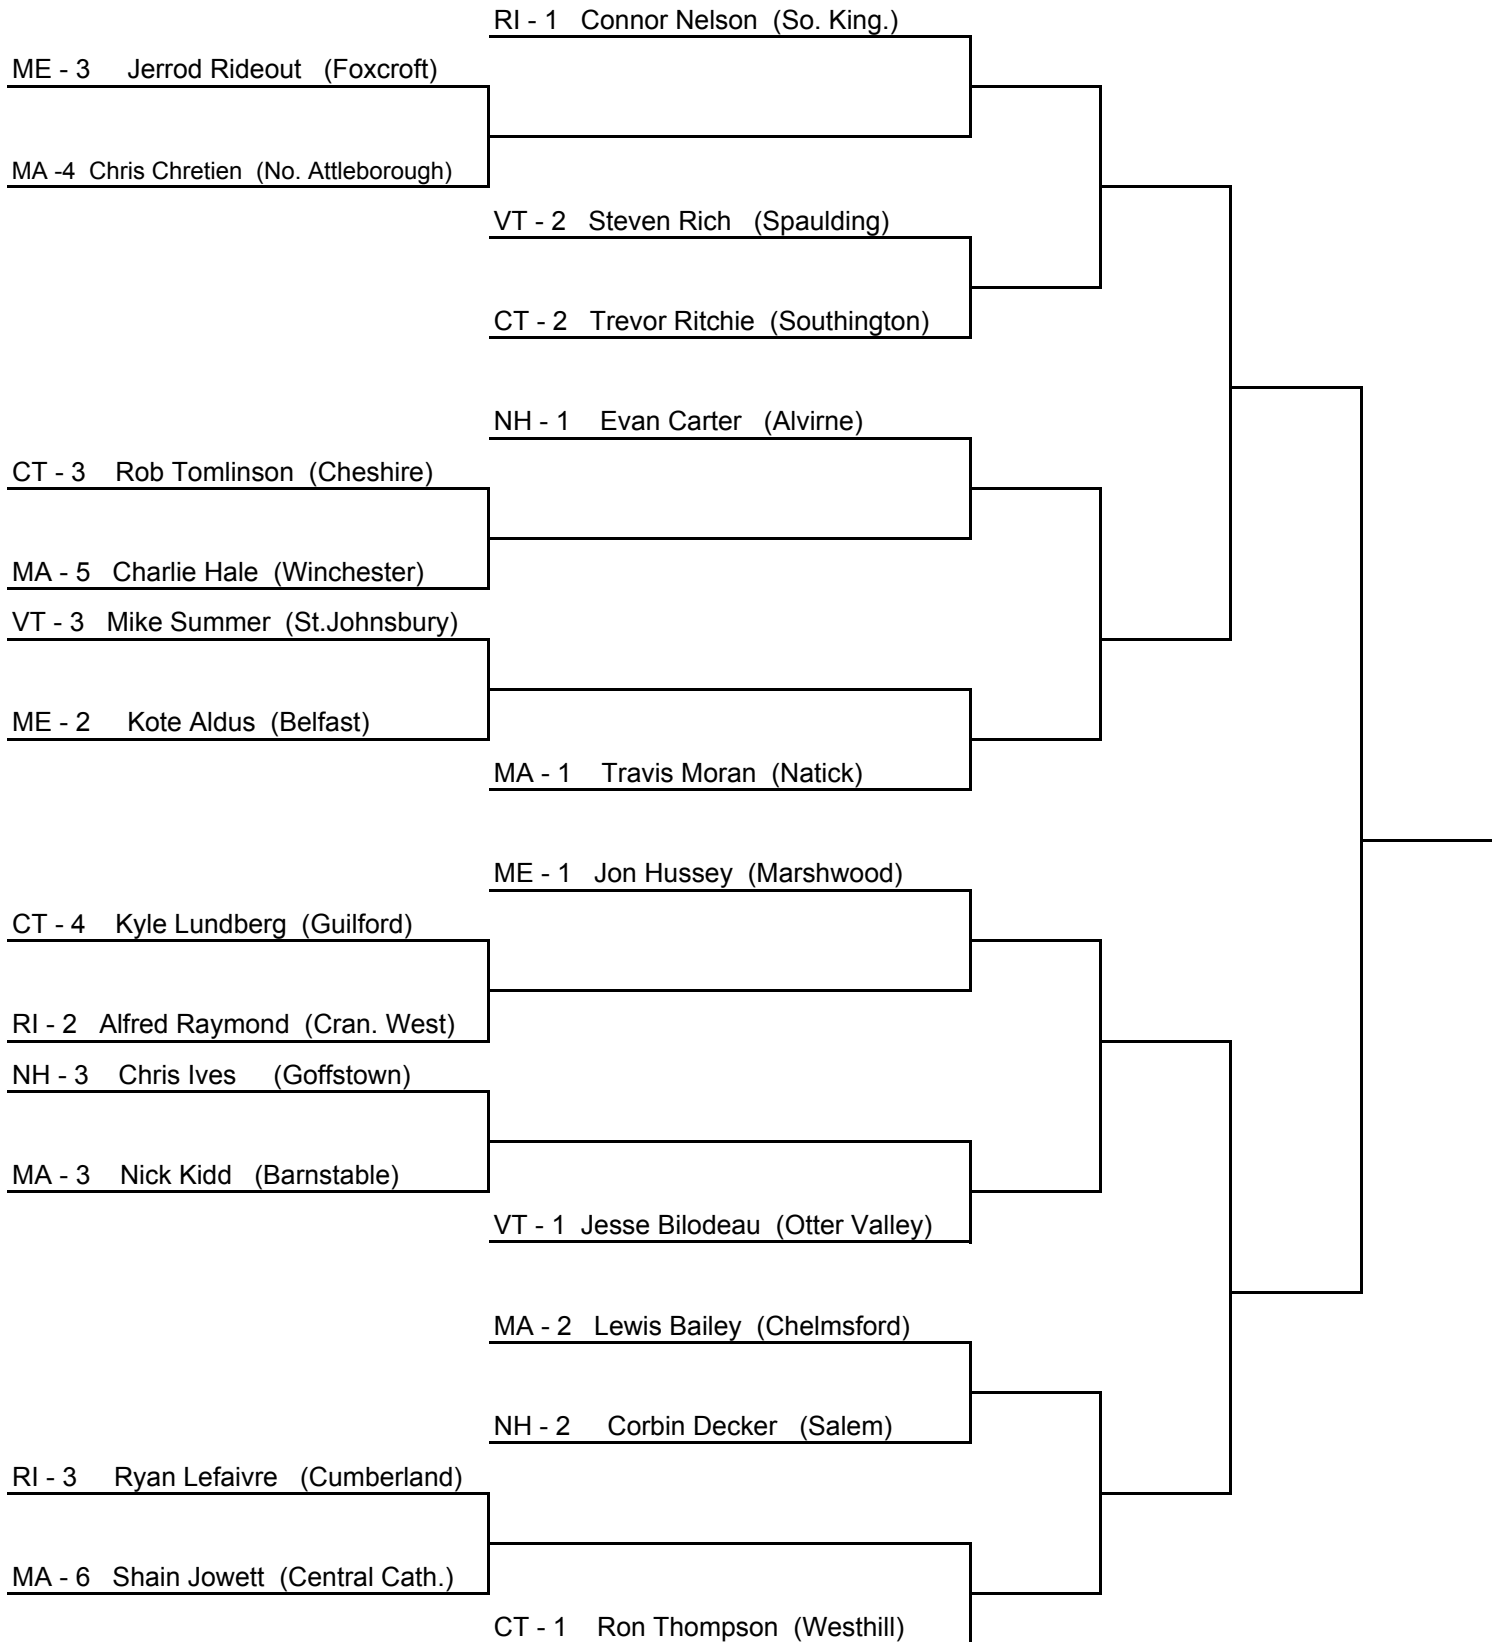 RI - 1 Connor Nelson (So. King.)
ME - 3 Jerrod Rideout (Foxcroft)
MA -4 Chris Chretien (No. Attleborough)
VT - 2 Steven Rich (Spaulding)
CT - 2 Trevor Ritchie (Southington)
NH - 1 Evan Carter (Alvirne)
CT - 3 Rob Tomlinson (Cheshire)
MA - 5 Charlie Hale (Winchester)
VT - 3 Mike Summer (St.Johnsbury)
ME - 2 Kote Aldus (Belfast)
MA - 1 Travis Moran (Natick)
ME - 1 Jon Hussey (Marshwood)
CT - 4 Kyle Lundberg (Guilford)
RI - 2 Alfred Raymond (Cran. West)
NH - 3 Chris Ives (Goffstown)
MA - 3 Nick Kidd (Barnstable)
VT - 1 Jesse Bilodeau (Otter Valley)
MA - 2 Lewis Bailey (Chelmsford)
NH - 2 Corbin Decker (Salem)
RI - 3 Ryan Lefaivre (Cumberland)
MA - 6 Shain Jowett (Central Cath.)
CT - 1 Ron Thompson (Westhill)